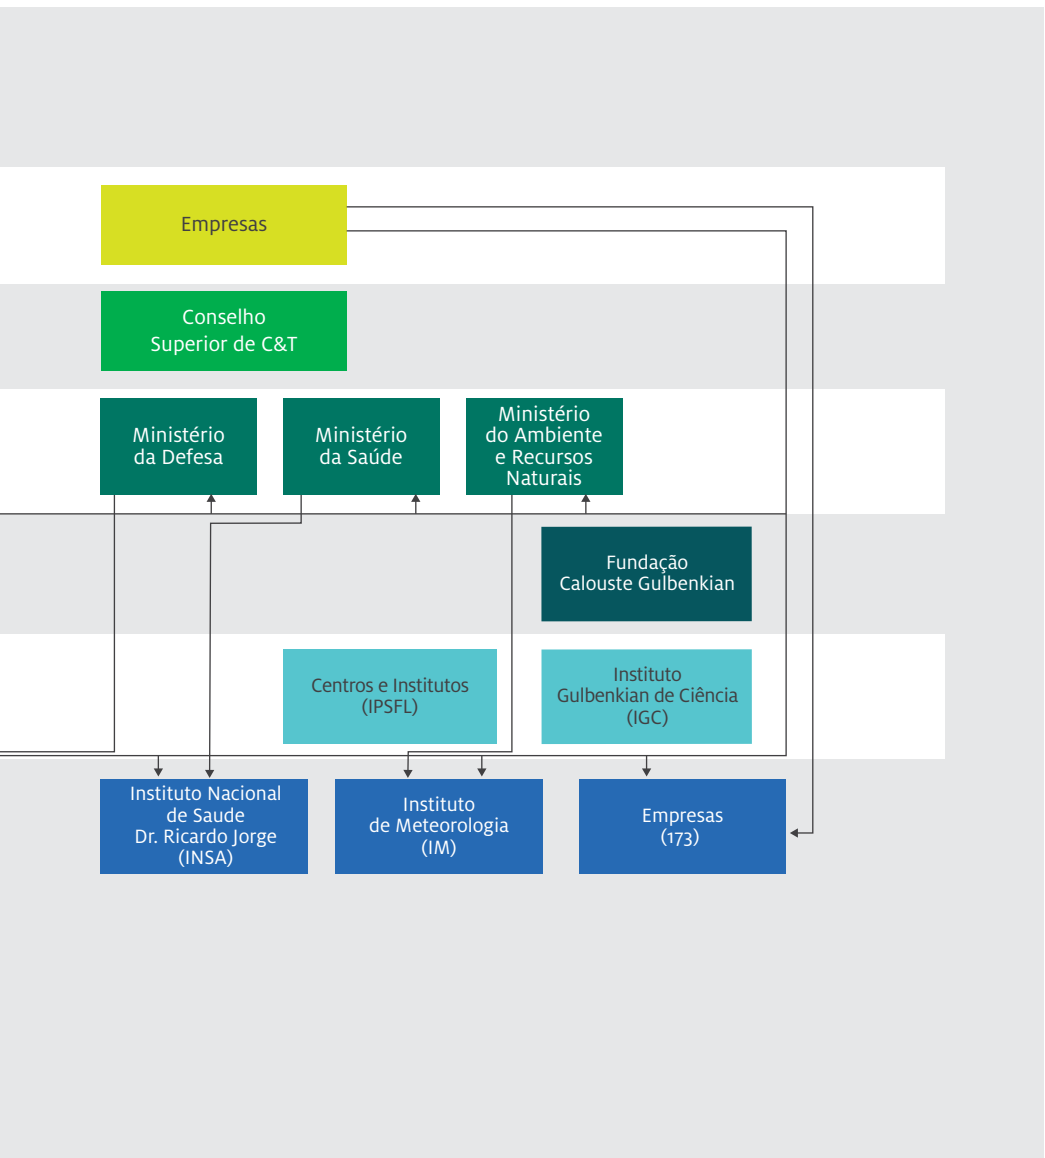 Empresas
Conselho
Superior de C&T
Ministério
da Defesa
Ministério
da Saúde
Ministério
do Ambiente
e Recursos
Naturais
Fundação
Calouste Gulbenkian
Centros e Institutos
(IPSFL)
Instituto
Gulbenkian de Ciência
(IGC)
Instituto Nacional
de Saude
Dr. Ricardo Jorge
(INSA)
Instituto
de Meteorologia
(IM)
Empresas
(173)